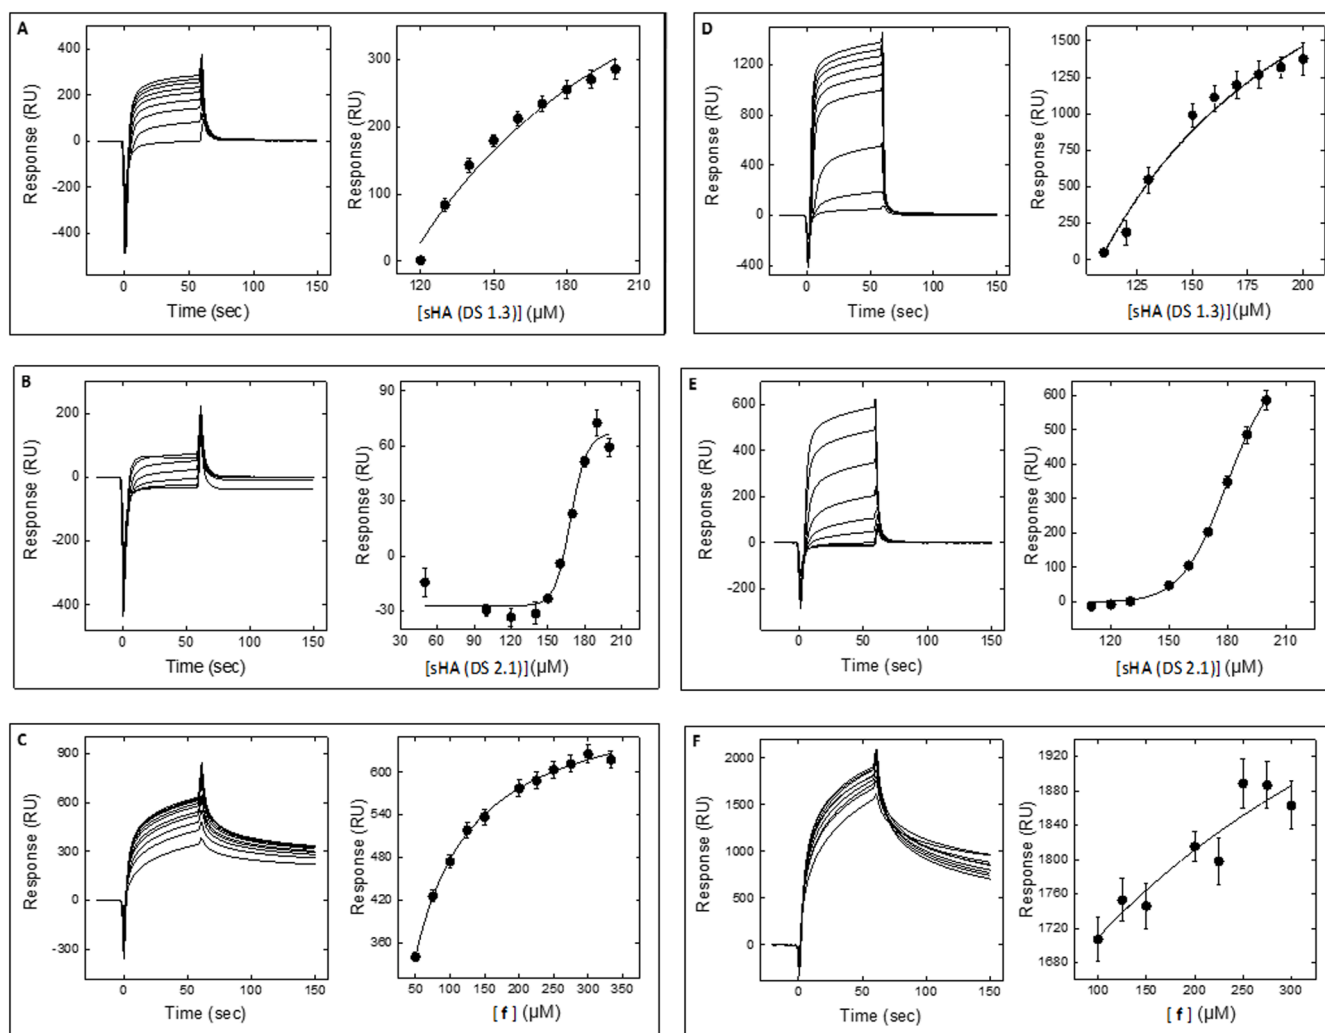 A
400
200
0
-200
-400
Response (RU)
0 50 100 150
Time (sec)
300
200
100
0
Response (RU)
120 150 180 210
[sHA (DS 1.3)] (µM)
D
1200
800
400
0
-400
Response (RU)
0 50 100 150
Time (sec)
1500
1250
1000
750
500
250
0
Response (RU)
125 150 175 200
[sHA (DS 1.3)] (µM)
B
200
0
-200
-400
Response (RU)
0 50 100 150
Time (sec)
90
60
30
0
-30
Response (RU)
30 60 90 120 150 180 210
[sHA (DS 2.1)] (µM)
E
600
400
200
0
-200
Response (RU)
0 50 100 150
Time (sec)
600
500
400
300
200
100
0
Response (RU)
120 150 180 210
[sHA (DS 2.1)] (µM)
C
900
600
300
0
-300
Response (RU)
0 50 100 150
Time (sec)
600
540
480
420
360
Response (RU)
50 100 150 200 250 300 350
[ f ] (µM)
F
2000
1500
1000
500
0
Response (RU)
0 50 100 150
Time (sec)
1920
1880
1840
1800
1760
1720
1680
Response (RU)
100 150 200 250 300
[ f ] (µM)